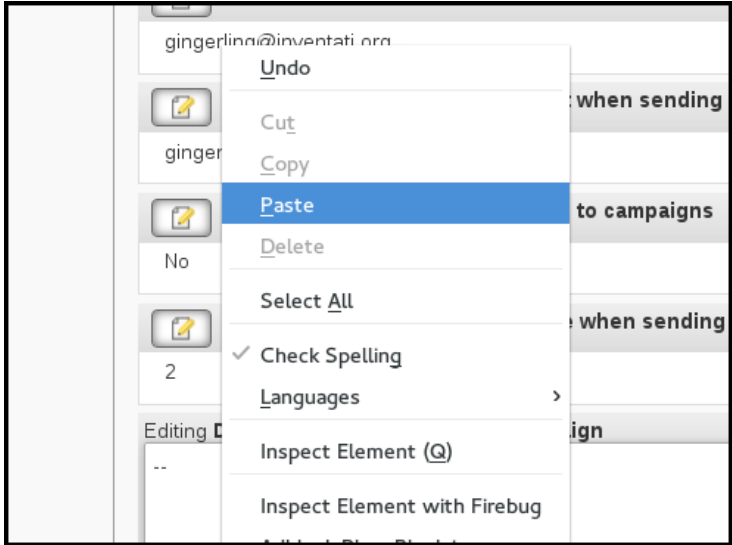 gingerling@inventati.org
Undo
when sending
Cut
ginger
Copy
Paste
to campaigns
Delete
No
Select All
when sending
Check Spelling
2
Languages
Editing
ign
Inspect Element (Q)
--
Inspect Element with Firebug